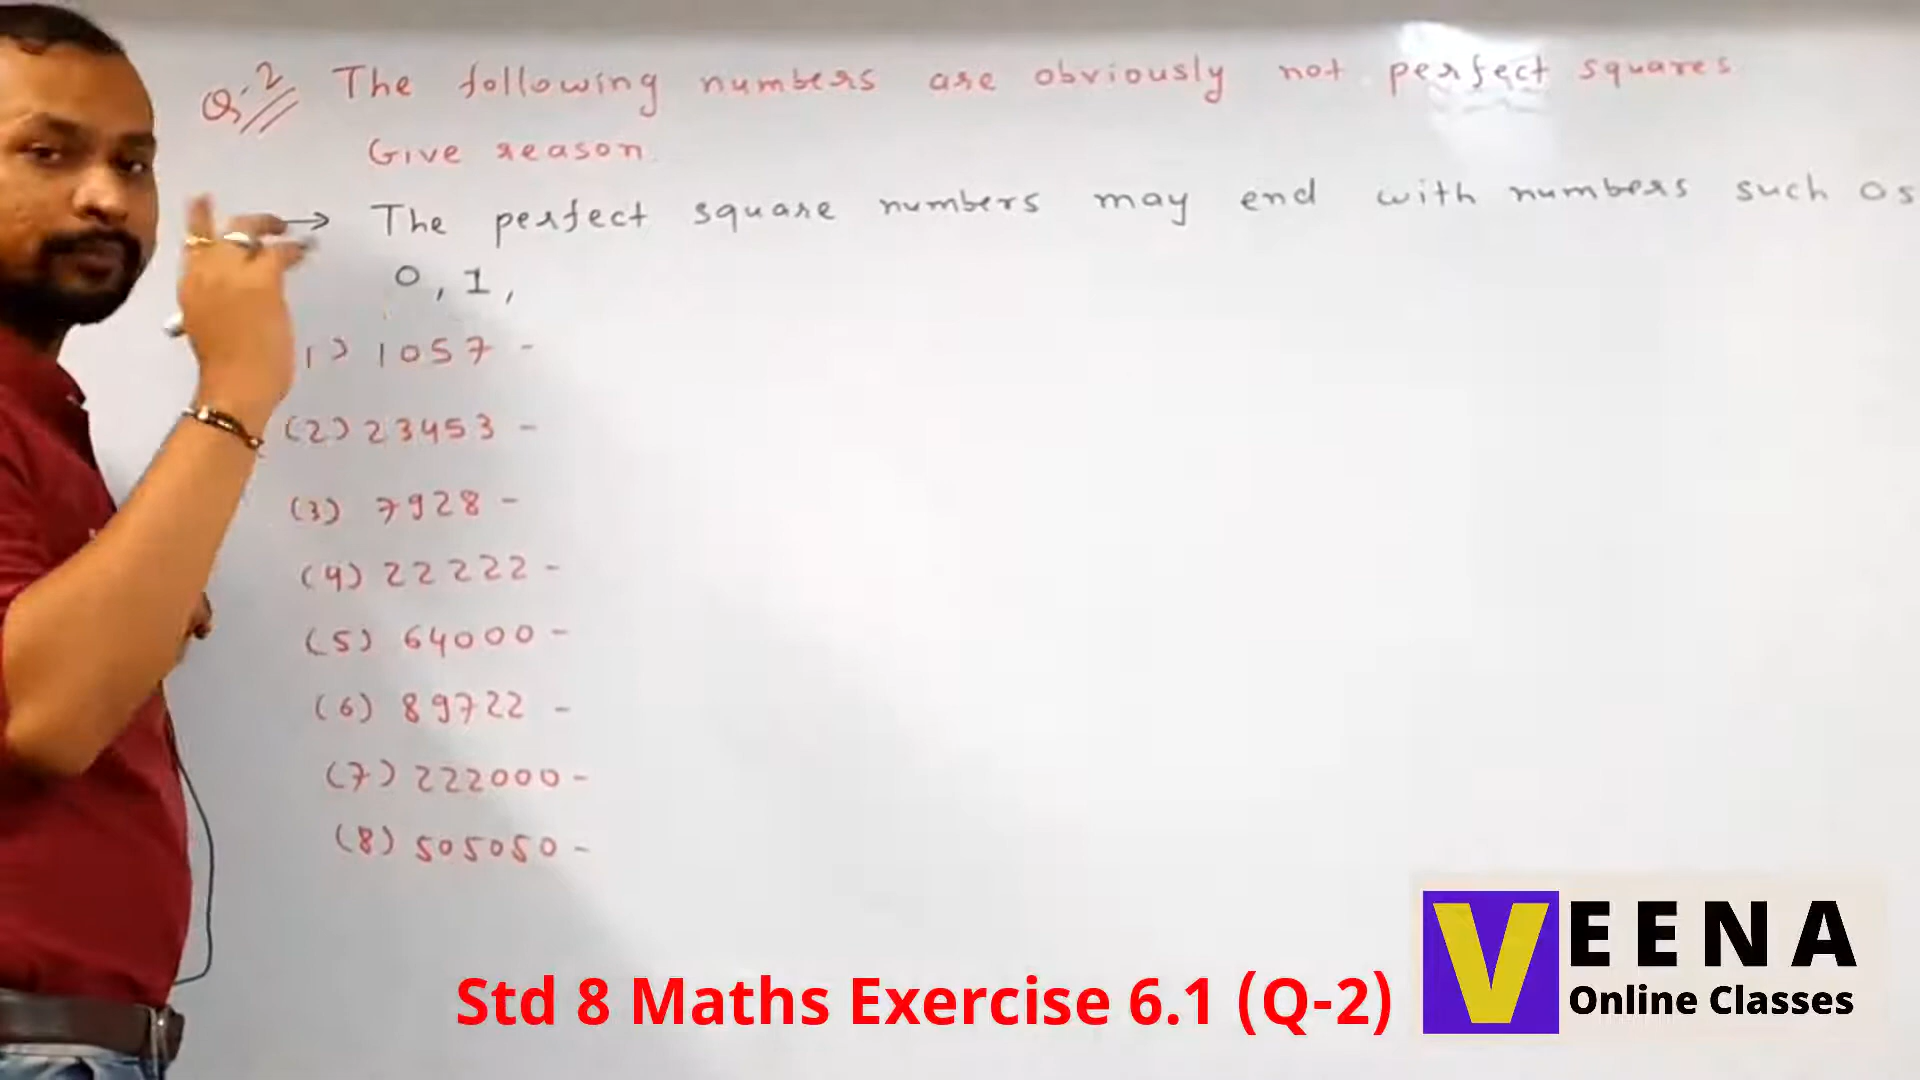 Q.2 The following numbers are obviously not perfect squares
Give reason.
→ The perfect square numbers may end with numbers such as
0, 1,
1) 1057 -
(2) 23453 -
(3) 7928 -
(4) 22222 -
(5) 64000 -
(6) 89722 -
(7) 222000 -
(8) 505050 -
VEENA
Online Classes
Std 8 Maths Exercise 6.1 (Q-2)